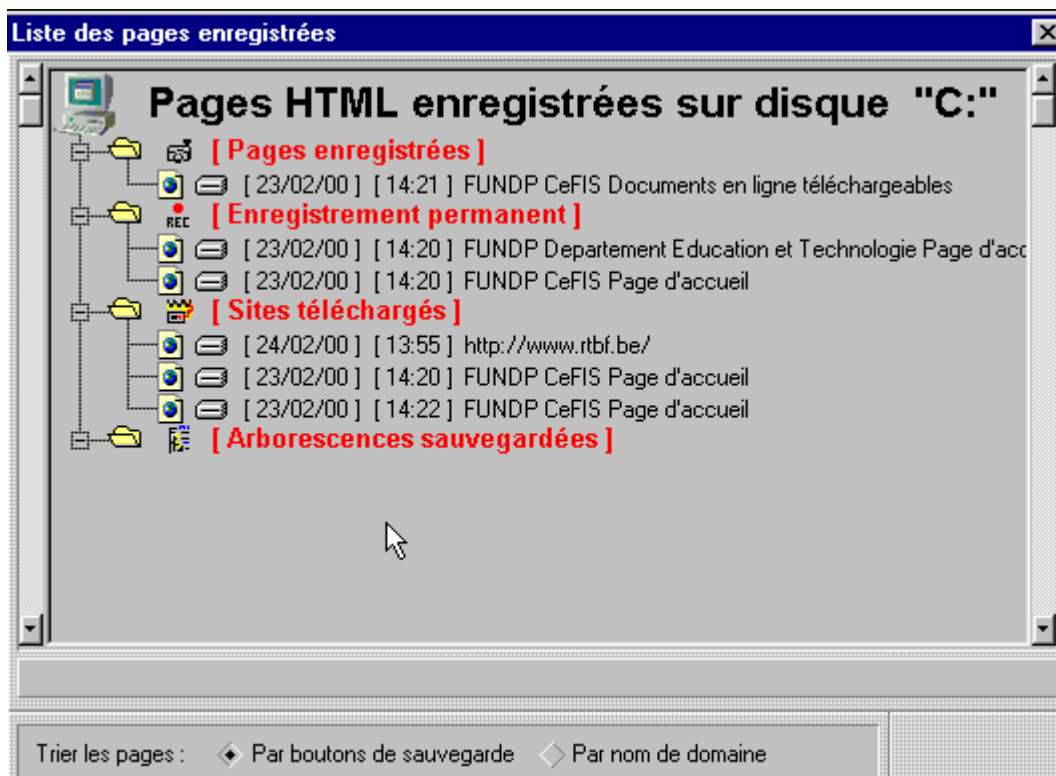 Liste des pages enregistrées
Pages HTML enregistrées sur disque "C:"
[ Pages enregistrées ]
[ 23/02/00 ] [ 14:21 ] FUNDP CeFIS Documents en ligne téléchargeables
REC [ Enregistrement permanent ]
[ 23/02/00 ] [ 14:20 ] FUNDP Departement Education et Technologie Page d'acc
[ 23/02/00 ] [ 14:20 ] FUNDP CeFIS Page d'accueil
[ Sites téléchargés ]
[ 24/02/00 ] [ 13:55 ] http://www.rtbf.be/
[ 23/02/00 ] [ 14:20 ] FUNDP CeFIS Page d'accueil
[ 23/02/00 ] [ 14:22 ] FUNDP CeFIS Page d'accueil
[ Arborescences sauvegardées ]
Trier les pages : Par boutons de sauvegarde Par nom de domaine